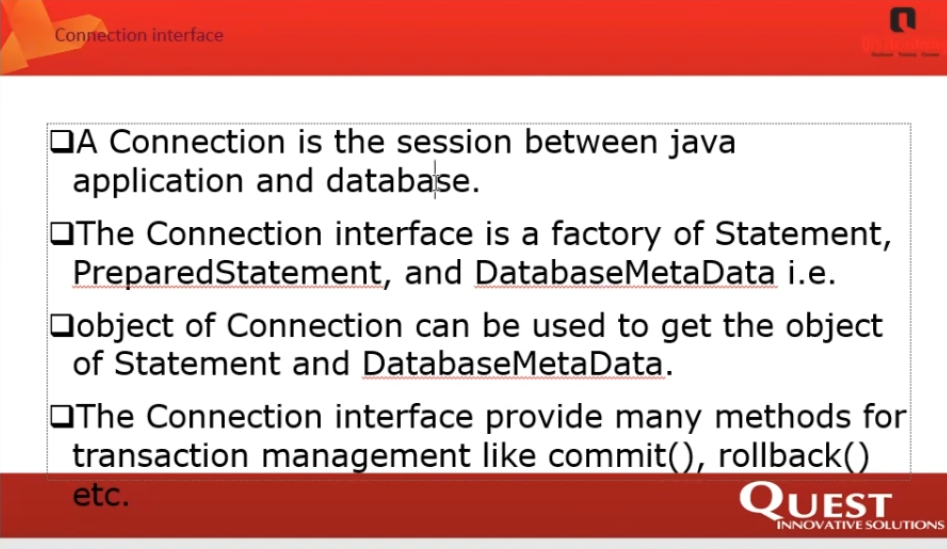 Connection interface
❑A Connection is the session between java
application and database.
❑The Connection interface is a factory of Statement,
PreparedStatement, and DatabaseMetaData i.e.
❑object of Connection can be used to get the object
of Statement and DatabaseMetaData.
❑The Connection interface provide many methods for
transaction management like commit(), rollback()
etc.
QUEST
INNOVATIVE SOLUTIONS